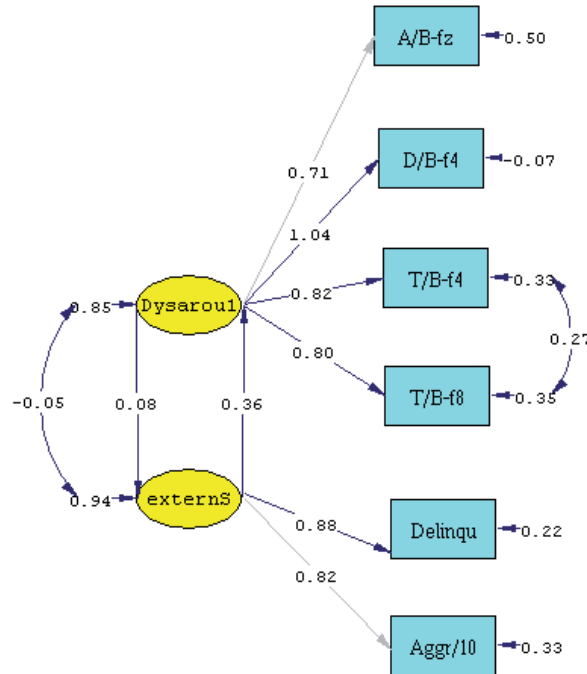 A/B-fz
0.50
D/B-f4
-0.07
0.71
1.04
T/B-f4
0.33
0.82
Dysarou1
0.85
0.27
0.80
T/B-f8
0.35
-0.05
0.08
0.36
externS
0.94
0.88
Delinqu
0.22
0.82
Aggr/10
0.33